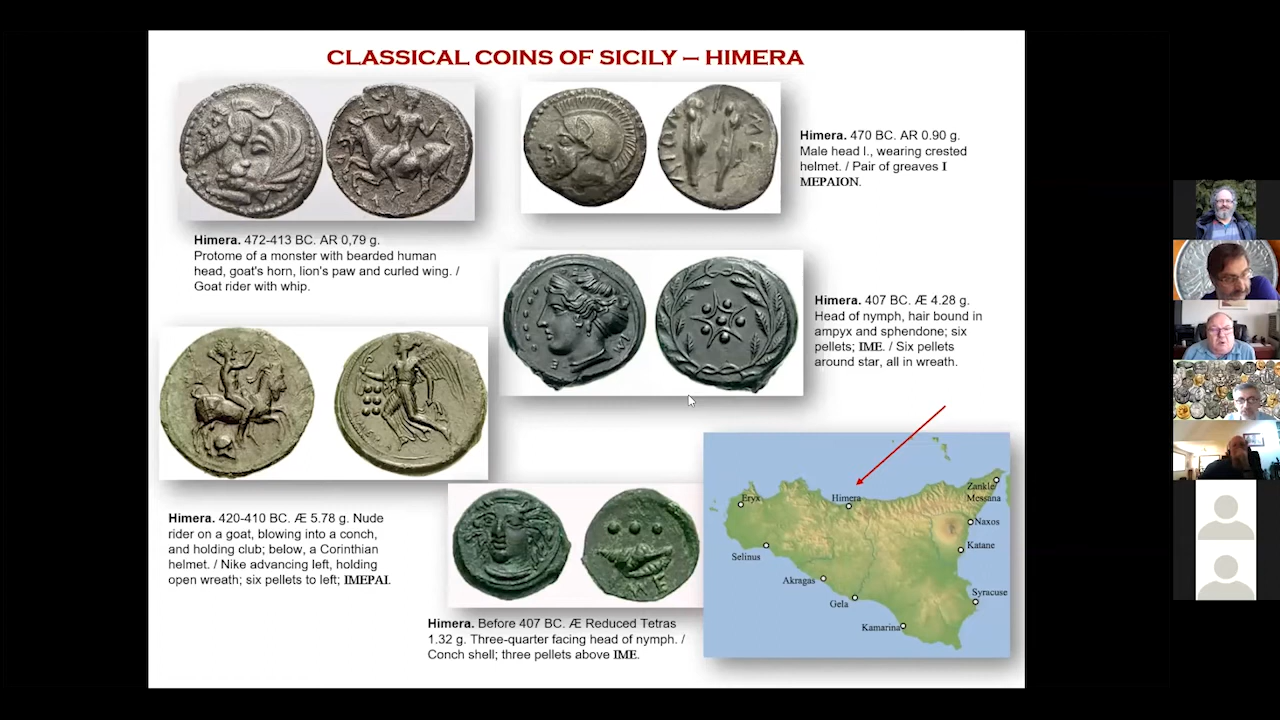 CLASSICAL COINS OF SICILY – HIMERA
Himera. 470 BC. AR 0.90 g.
Male head l., wearing crested
helmet. / Pair of greaves I
MEPAION.
Himera. 472-413 BC. AR 0,79 g.
Protome of a monster with bearded human
head, goat's horn, lion's paw and curled wing. /
Goat rider with whip.
Himera. 407 BC. Æ 4.28 g.
Head of nymph, hair bound in
ampyx and sphendone; six
pellets; IME. / Six pellets
around star, all in wreath.
Himera. 420-410 BC. Æ 5.78 g. Nude
rider on a goat, blowing into a conch,
and holding club; below, a Corinthian
helmet. / Nike advancing left, holding
open wreath; six pellets to left; IMEPAI.
Himera. Before 407 BC. Æ Reduced Tetras
1.32 g. Three-quarter facing head of nymph. /
Conch shell; three pellets above IME.
Eryx
Himera
Zankle
Messana
Naxos
Katane
Selinus
Akragas
Gela
Syracuse
Kamarina